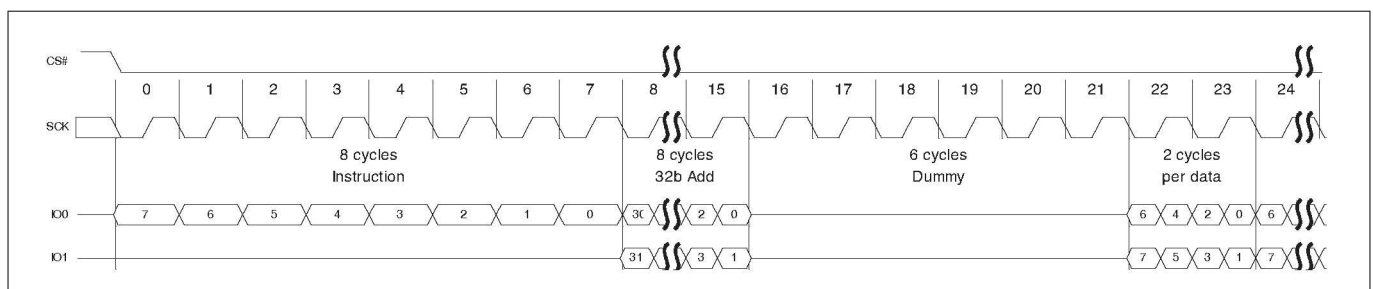 CS#
0 1 2 3 4 5 6 7 8 15 16 17 18 19 20 21 22 23 24
SCK
8 cycles 8 cycles 6 cycles 2 cycles
Instruction 32b Add Dummy per data
IO0 7 6 5 4 3 2 1 0 30 2 0 6 4 2 0 6
IO1 31 3 1 7 5 3 1 7